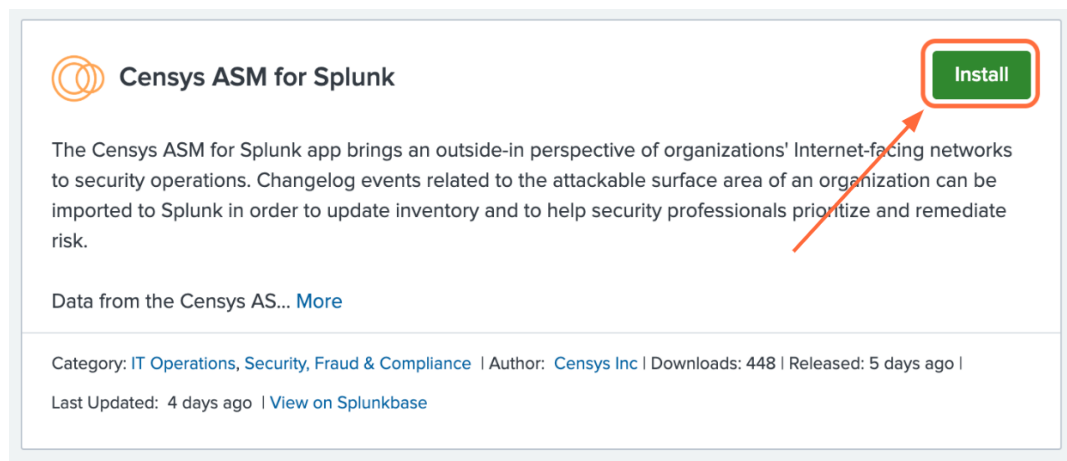 Censys ASM for Splunk
Install
The Censys ASM for Splunk app brings an outside-in perspective of organizations' Internet-facing networks
to security operations. Changelog events related to the attackable surface area of an organization can be
imported to Splunk in order to update inventory and to help security professionals prioritize and remediate
risk.
Data from the Censys AS... More
Category: IT Operations, Security, Fraud & Compliance | Author: Censys Inc | Downloads: 448 | Released: 5 days ago |
Last Updated: 4 days ago | View on Splunkbase